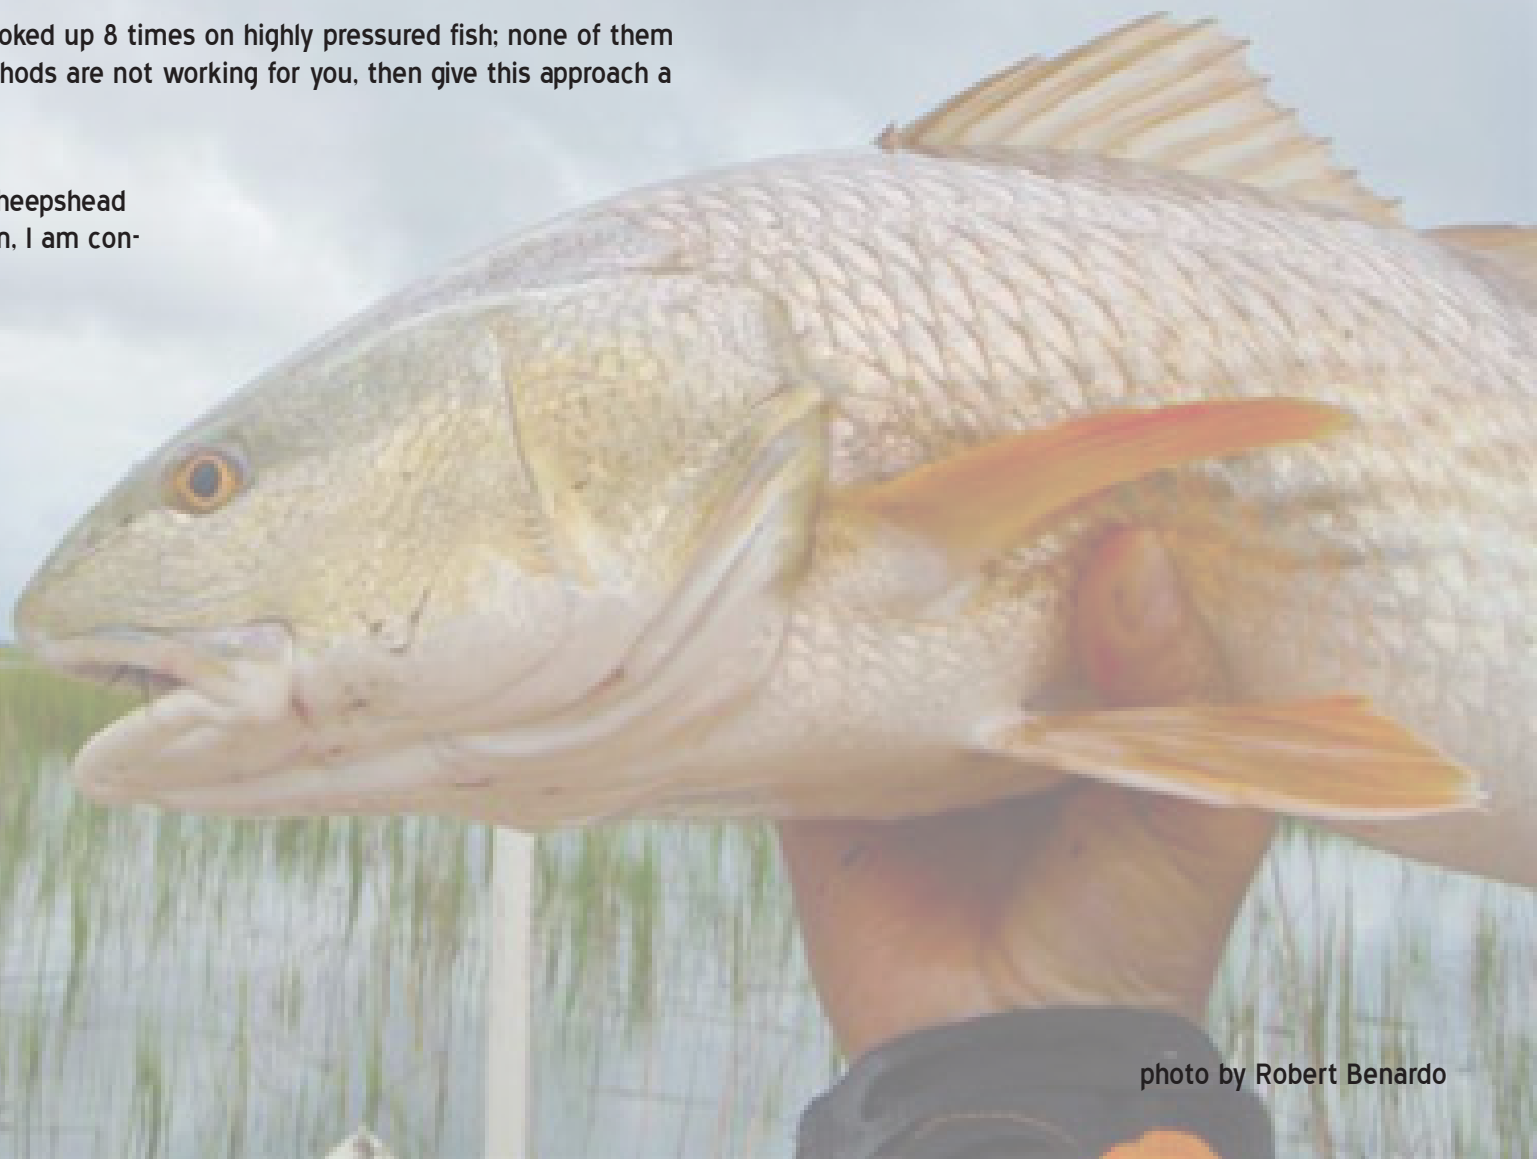 oked up 8 times on highly pressured fish; none of them
hods are not working for you, then give this approach a
heepshead
n, I am con-
photo by Robert Benardo